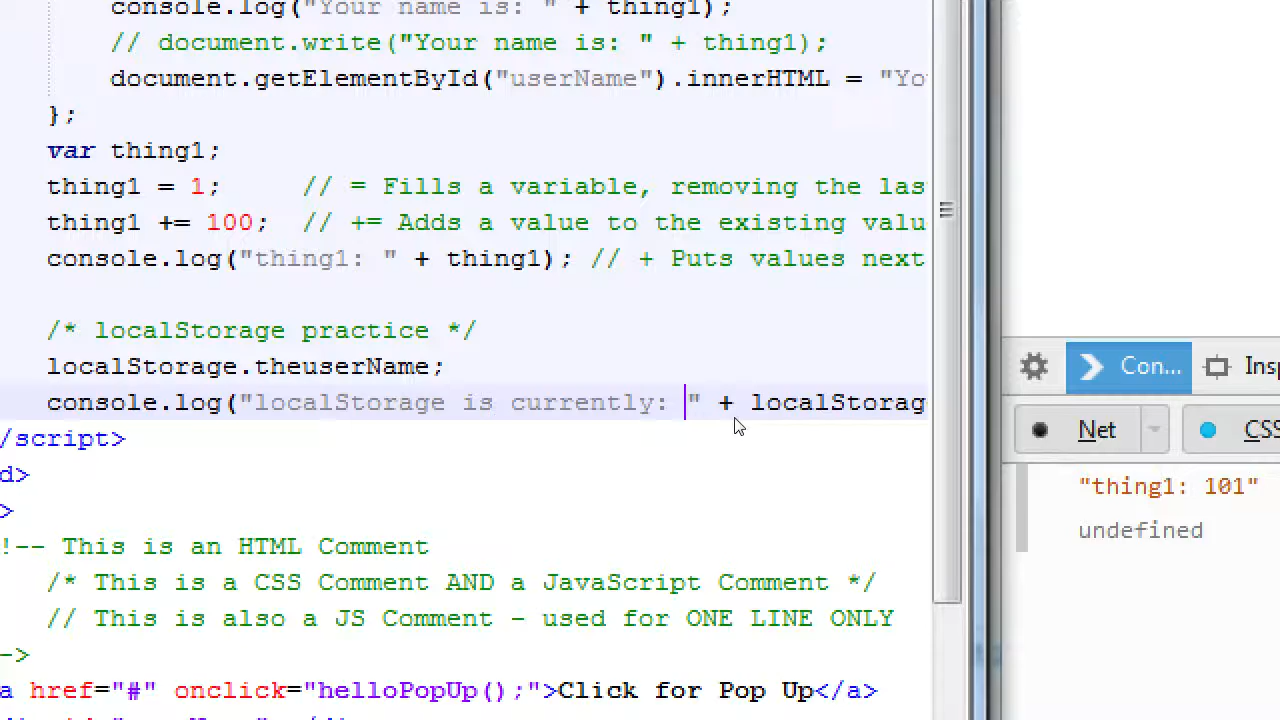 console.log("Your name is: " + thing1);
// document.write("Your name is: " + thing1);
document.getElementById("userName").innerHTML = "Yo
};
var thing1;
thing1 = 1; // = Fills a variable, removing the las
thing1 += 100; // += Adds a value to the existing valu
console.log("thing1: " + thing1); // + Puts values next
/* localStorage practice */
localStorage.theuserName;
console.log("localStorage is currently: " + localStorag
/script>
d>
>
!-- This is an HTML Comment
/* This is a CSS Comment AND a JavaScript Comment */
// This is also a JS Comment - used for ONE LINE ONLY
->
a href="#" onclick="helloPopUp();">Click for Pop Up</a>
Con... Insp
Net CSS
"thing1: 101"
undefined